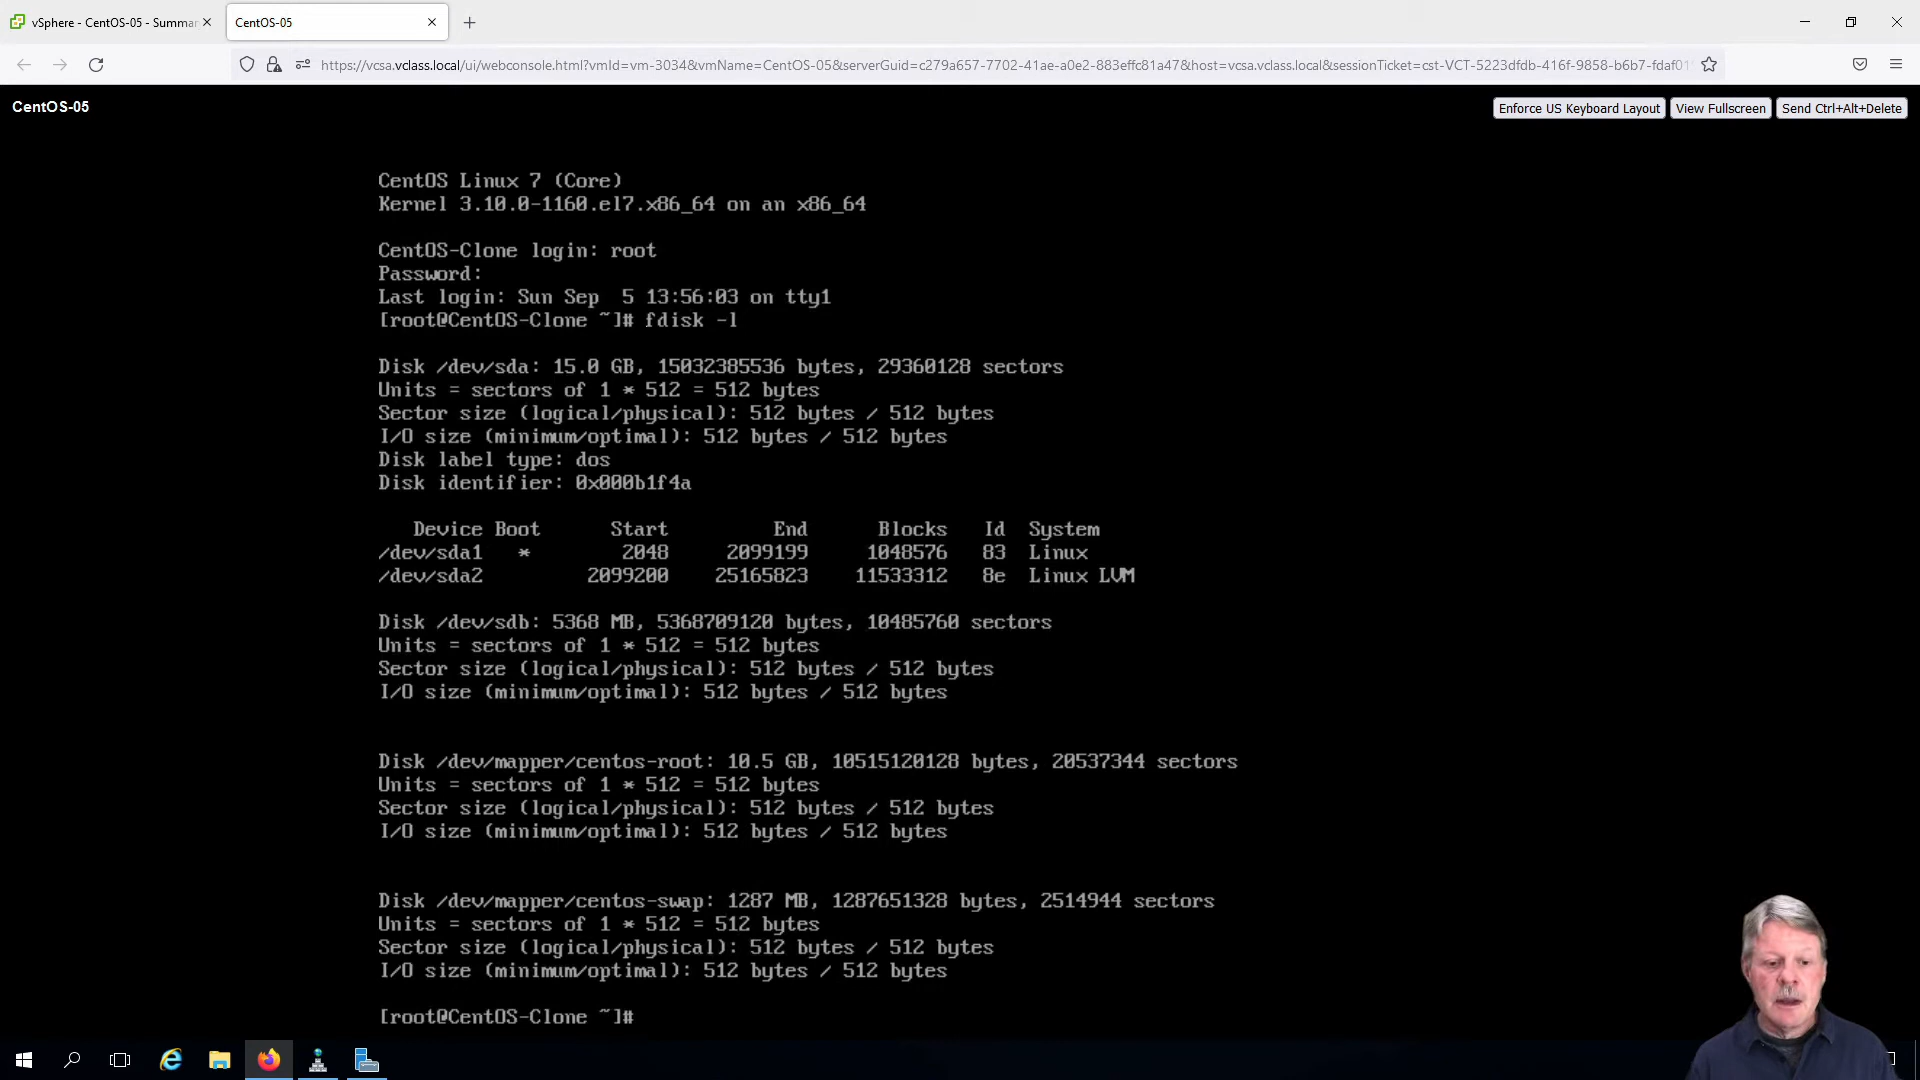 vSphere - CentOS-05 - Summar
CentOS-05
https://vcsa.vclass.local/ui/webconsole.html?vmId=vm-3034&vmName=CentOS-05&serverGuid=c279a657-7702-41ae-a0e2-883effc81a47&host=vcsa.vclass.local&sessionTicket=cst-VCT-5223dfdb-416f-9858-b6b7-fdaf01
CentOS-05
Enforce US Keyboard Layout
View Fullscreen
Send Ctrl+Alt+Delete
CentOS Linux 7 (Core)
Kernel 3.10.0-1160.el7.x86_64 on an x86_64
CentOS-Clone login: root
Password:
Last login: Sun Sep  5 13:56:03 on tty1
[root@CentOS-Clone ~]# fdisk -l
Disk /dev/sda: 15.0 GB, 15032385536 bytes, 29360128 sectors
Units = sectors of 1 * 512 = 512 bytes
Sector size (logical/physical): 512 bytes / 512 bytes
I/O size (minimum/optimal): 512 bytes / 512 bytes
Disk label type: dos
Disk identifier: 0x000b1f4a
Device Boot      Start         End      Blocks   Id  System
/dev/sda1   *        2048     2099199     1048576   83  Linux
/dev/sda2         2099200    25165823    11533312   8e  Linux LVM
Disk /dev/sdb: 5368 MB, 5368709120 bytes, 10485760 sectors
Units = sectors of 1 * 512 = 512 bytes
Sector size (logical/physical): 512 bytes / 512 bytes
I/O size (minimum/optimal): 512 bytes / 512 bytes
Disk /dev/mapper/centos-root: 10.5 GB, 10515120128 bytes, 20537344 sectors
Units = sectors of 1 * 512 = 512 bytes
Sector size (logical/physical): 512 bytes / 512 bytes
I/O size (minimum/optimal): 512 bytes / 512 bytes
Disk /dev/mapper/centos-swap: 1287 MB, 1287651328 bytes, 2514944 sectors
Units = sectors of 1 * 512 = 512 bytes
Sector size (logical/physical): 512 bytes / 512 bytes
I/O size (minimum/optimal): 512 bytes / 512 bytes
[root@CentOS-Clone ~]#